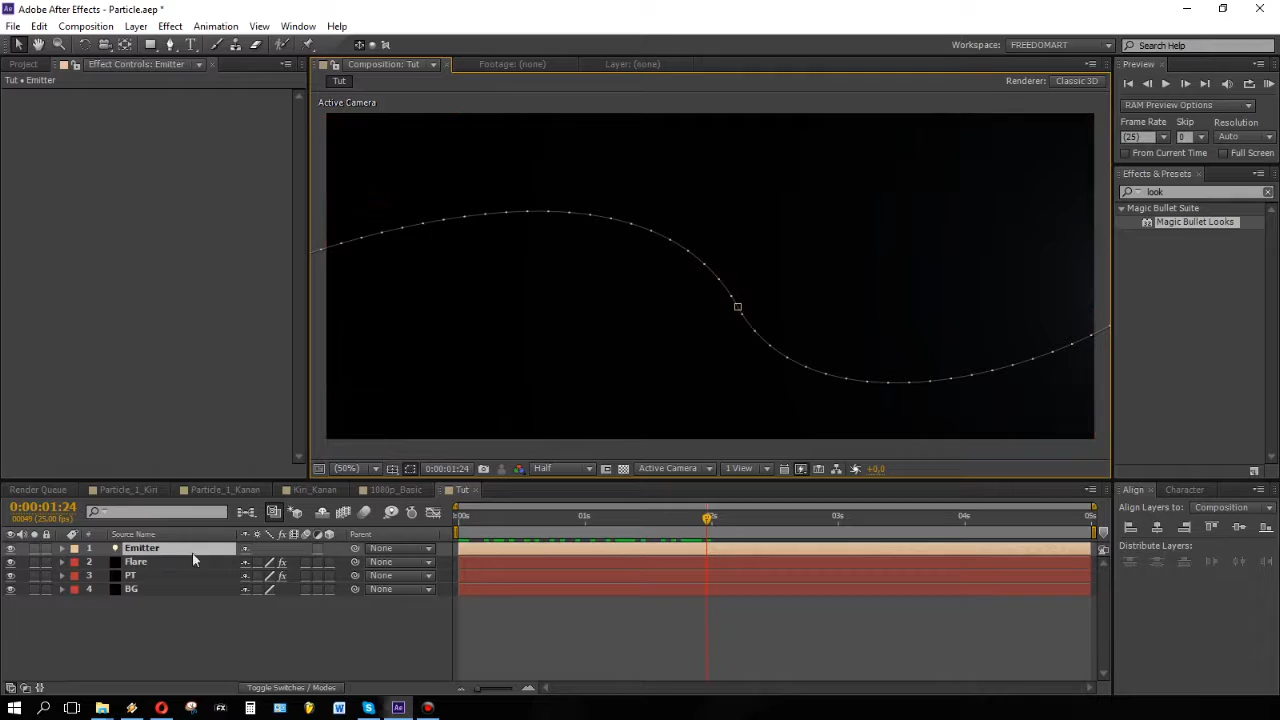 Adobe After Effects - Particle.aep *
File Edit Composition Layer Effect Animation View Window Help
Workspace: FREEDOMART Search Help
Project Effect Controls: Emitter Composition: Tut Footage: (none) Layer: (none) Preview
Tut • Emitter
Tut
Renderer: Classic 3D
Active Camera
RAM Preview Options
Frame Rate Skip Resolution
(25) 0 Auto
From Current Time Full Screen
Effects & Presets
look
Magic Bullet Suite
Magic Bullet Looks
(50%) 0:00:01:24 Half Active Camera 1 View +0,0
Render Queue Particle_1_Kiri Particle_1_Kanan Kiri_Kanan 1080p_Basic Tut
Align Character
0:00:01:24
00049 (25.00 fps)
Align Layers to: Composition
:00s 01s 02s 03s 04s 05s
# Source Name Parent
Distribute Layers:
1 Emitter None
2 Flare fx None
3 PT fx None
4 BG None
Toggle Switches / Modes